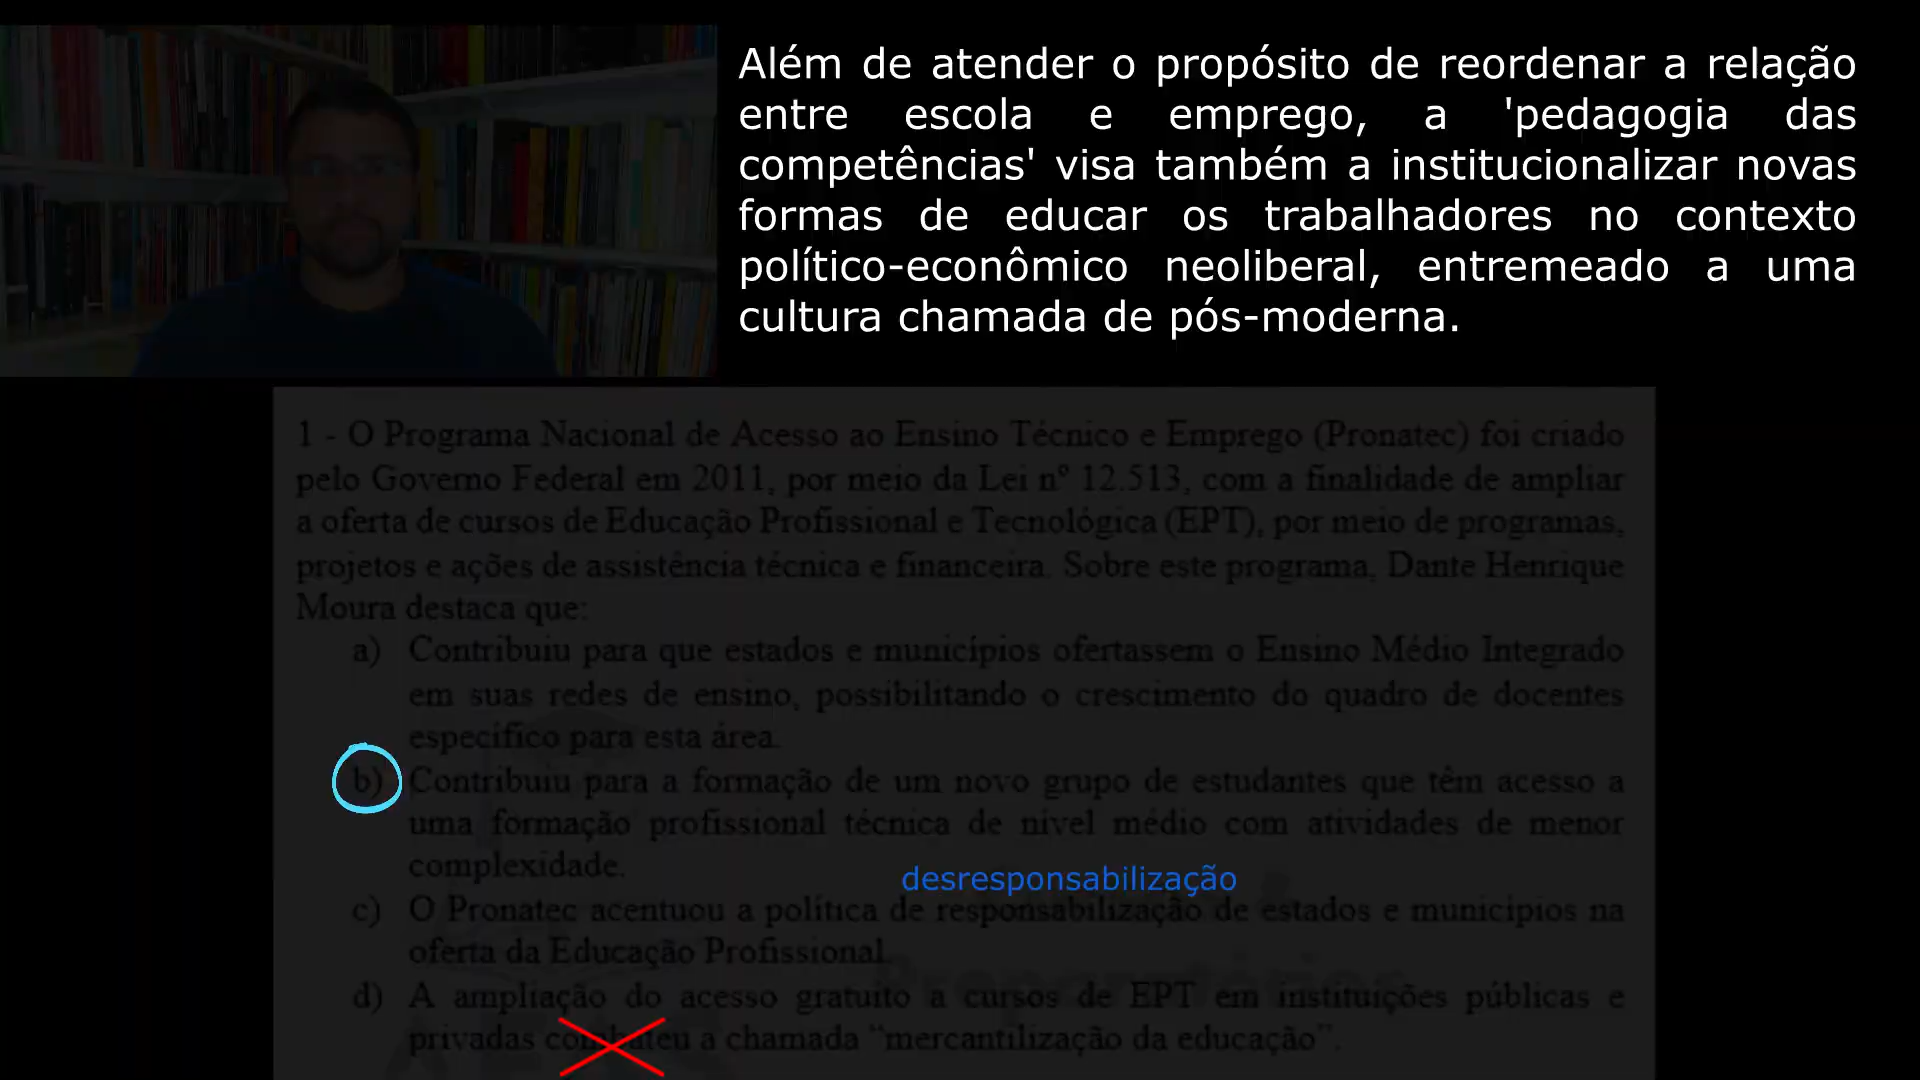 Além de atender o propósito de reordenar a relação
entre escola e emprego, a 'pedagogia das
competências' visa também a institucionalizar novas
formas de educar os trabalhadores no contexto
político-econômico neoliberal, entremeado a uma
cultura chamada de pós-moderna.
1 - O Programa Nacional de Acesso ao Ensino Técnico e Emprego (Pronatec) foi criado
pelo Governo Federal em 2011, por meio da Lei nº 12.513, com a finalidade de ampliar
a oferta de cursos de Educação Profissional e Tecnológica (EPT), por meio de programas,
projetos e ações de assistência técnica e financeira. Sobre este programa, Dante Henrique
Moura destaca que:
a) Contribuiu para que estados e municípios ofertassem o Ensino Médio Integrado
em suas redes de ensino, possibilitando o crescimento do quadro de docentes
específico para esta área.
b) Contribuiu para a formação de um novo grupo de estudantes que têm acesso a
uma formação profissional técnica de nível médio com atividades de menor
complexidade.
desresponsabilização
c) O Pronatec acentuou a política de responsabilização de estados e municípios na
oferta da Educação Profissional.
d) A ampliação do acesso gratuito a cursos de EPT em instituições públicas e
privadas combateu a chamada “mercantilização da educação”.